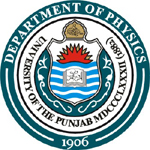 DEPARTMENT OF PHYSICS
UNIVERSITY OF THE PUNJAB MDCCCLXXXII (1882)
1906